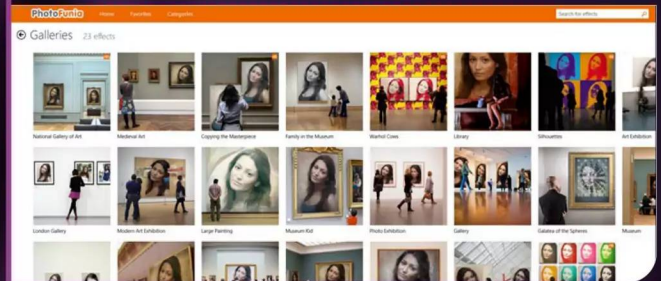 PhotoFunia Home Favorites Categories Search for effects
Galleries 23 effects
National Gallery of Art Medieval Art Copying the Masterpiece Family in the Museum Warhol Cows Library Silhouettes Art Exhibition
London Gallery Modern Art Exhibition Large Painting Museum Kid Photo Exhibition Gallery Galatea of the Spheres Museum